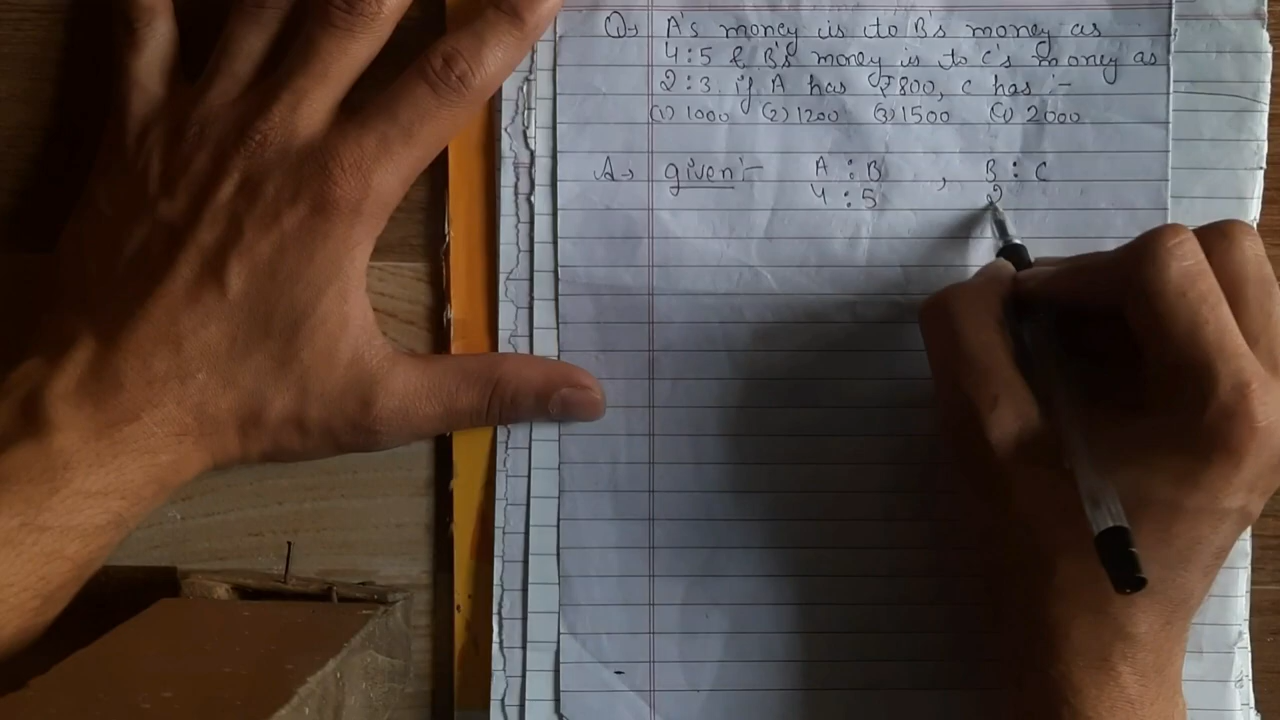 Q→ A's money is to B's money as
4:5 & B's money is to C's money as
2:3. if A has ₹800, C has :-
(1) 1000 (2) 1200 (3) 1500 (4) 2000
A→ given :- A : B , B : C
4 : 5 2